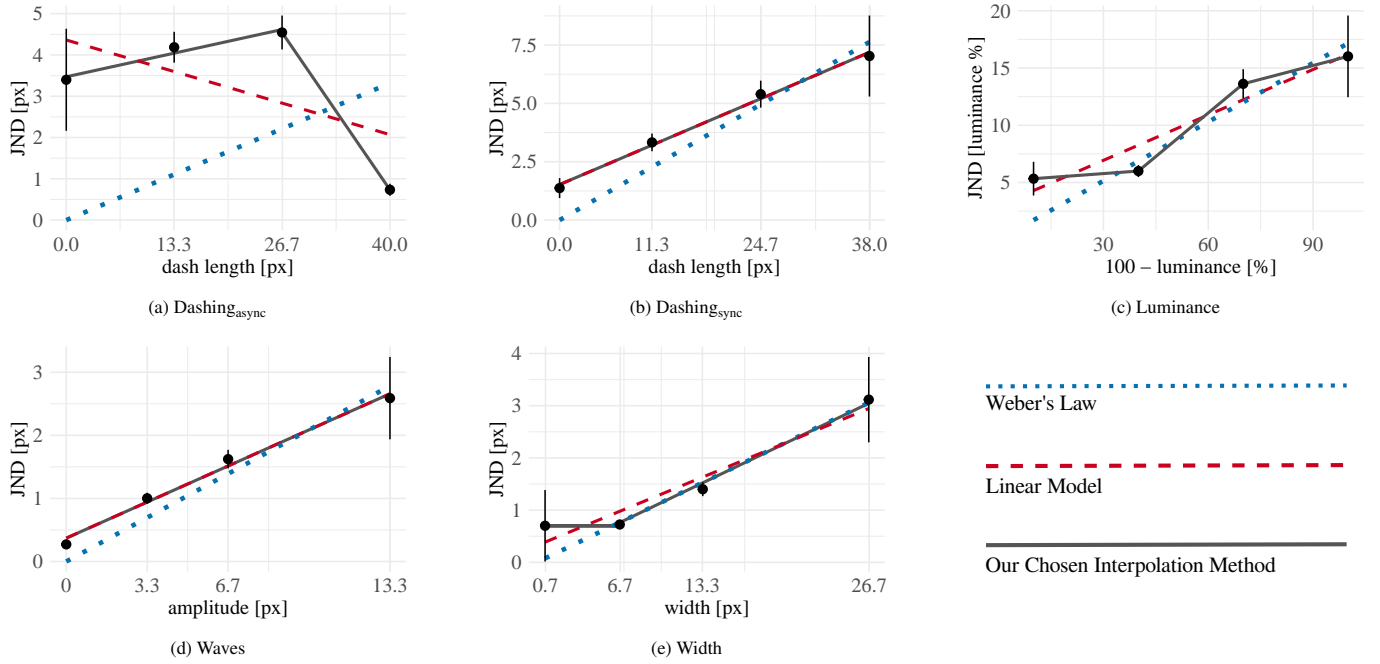 JND [px]
5
4
3
2
1
0
0.0 13.3 26.7 40.0
dash length [px]
(a) Dashing_async
JND [px]
7.5
5.0
2.5
0.0
0.0 11.3 24.7 38.0
dash length [px]
(b) Dashing_sync
JND [luminance %]
20
15
10
5
30 60 90
100 – luminance [%]
(c) Luminance
JND [px]
3
2
1
0
0 3.3 6.7 13.3
amplitude [px]
(d) Waves
JND [px]
4
3
2
1
0
0.7 6.7 13.3 26.7
width [px]
(e) Width
Weber's Law
Linear Model
Our Chosen Interpolation Method